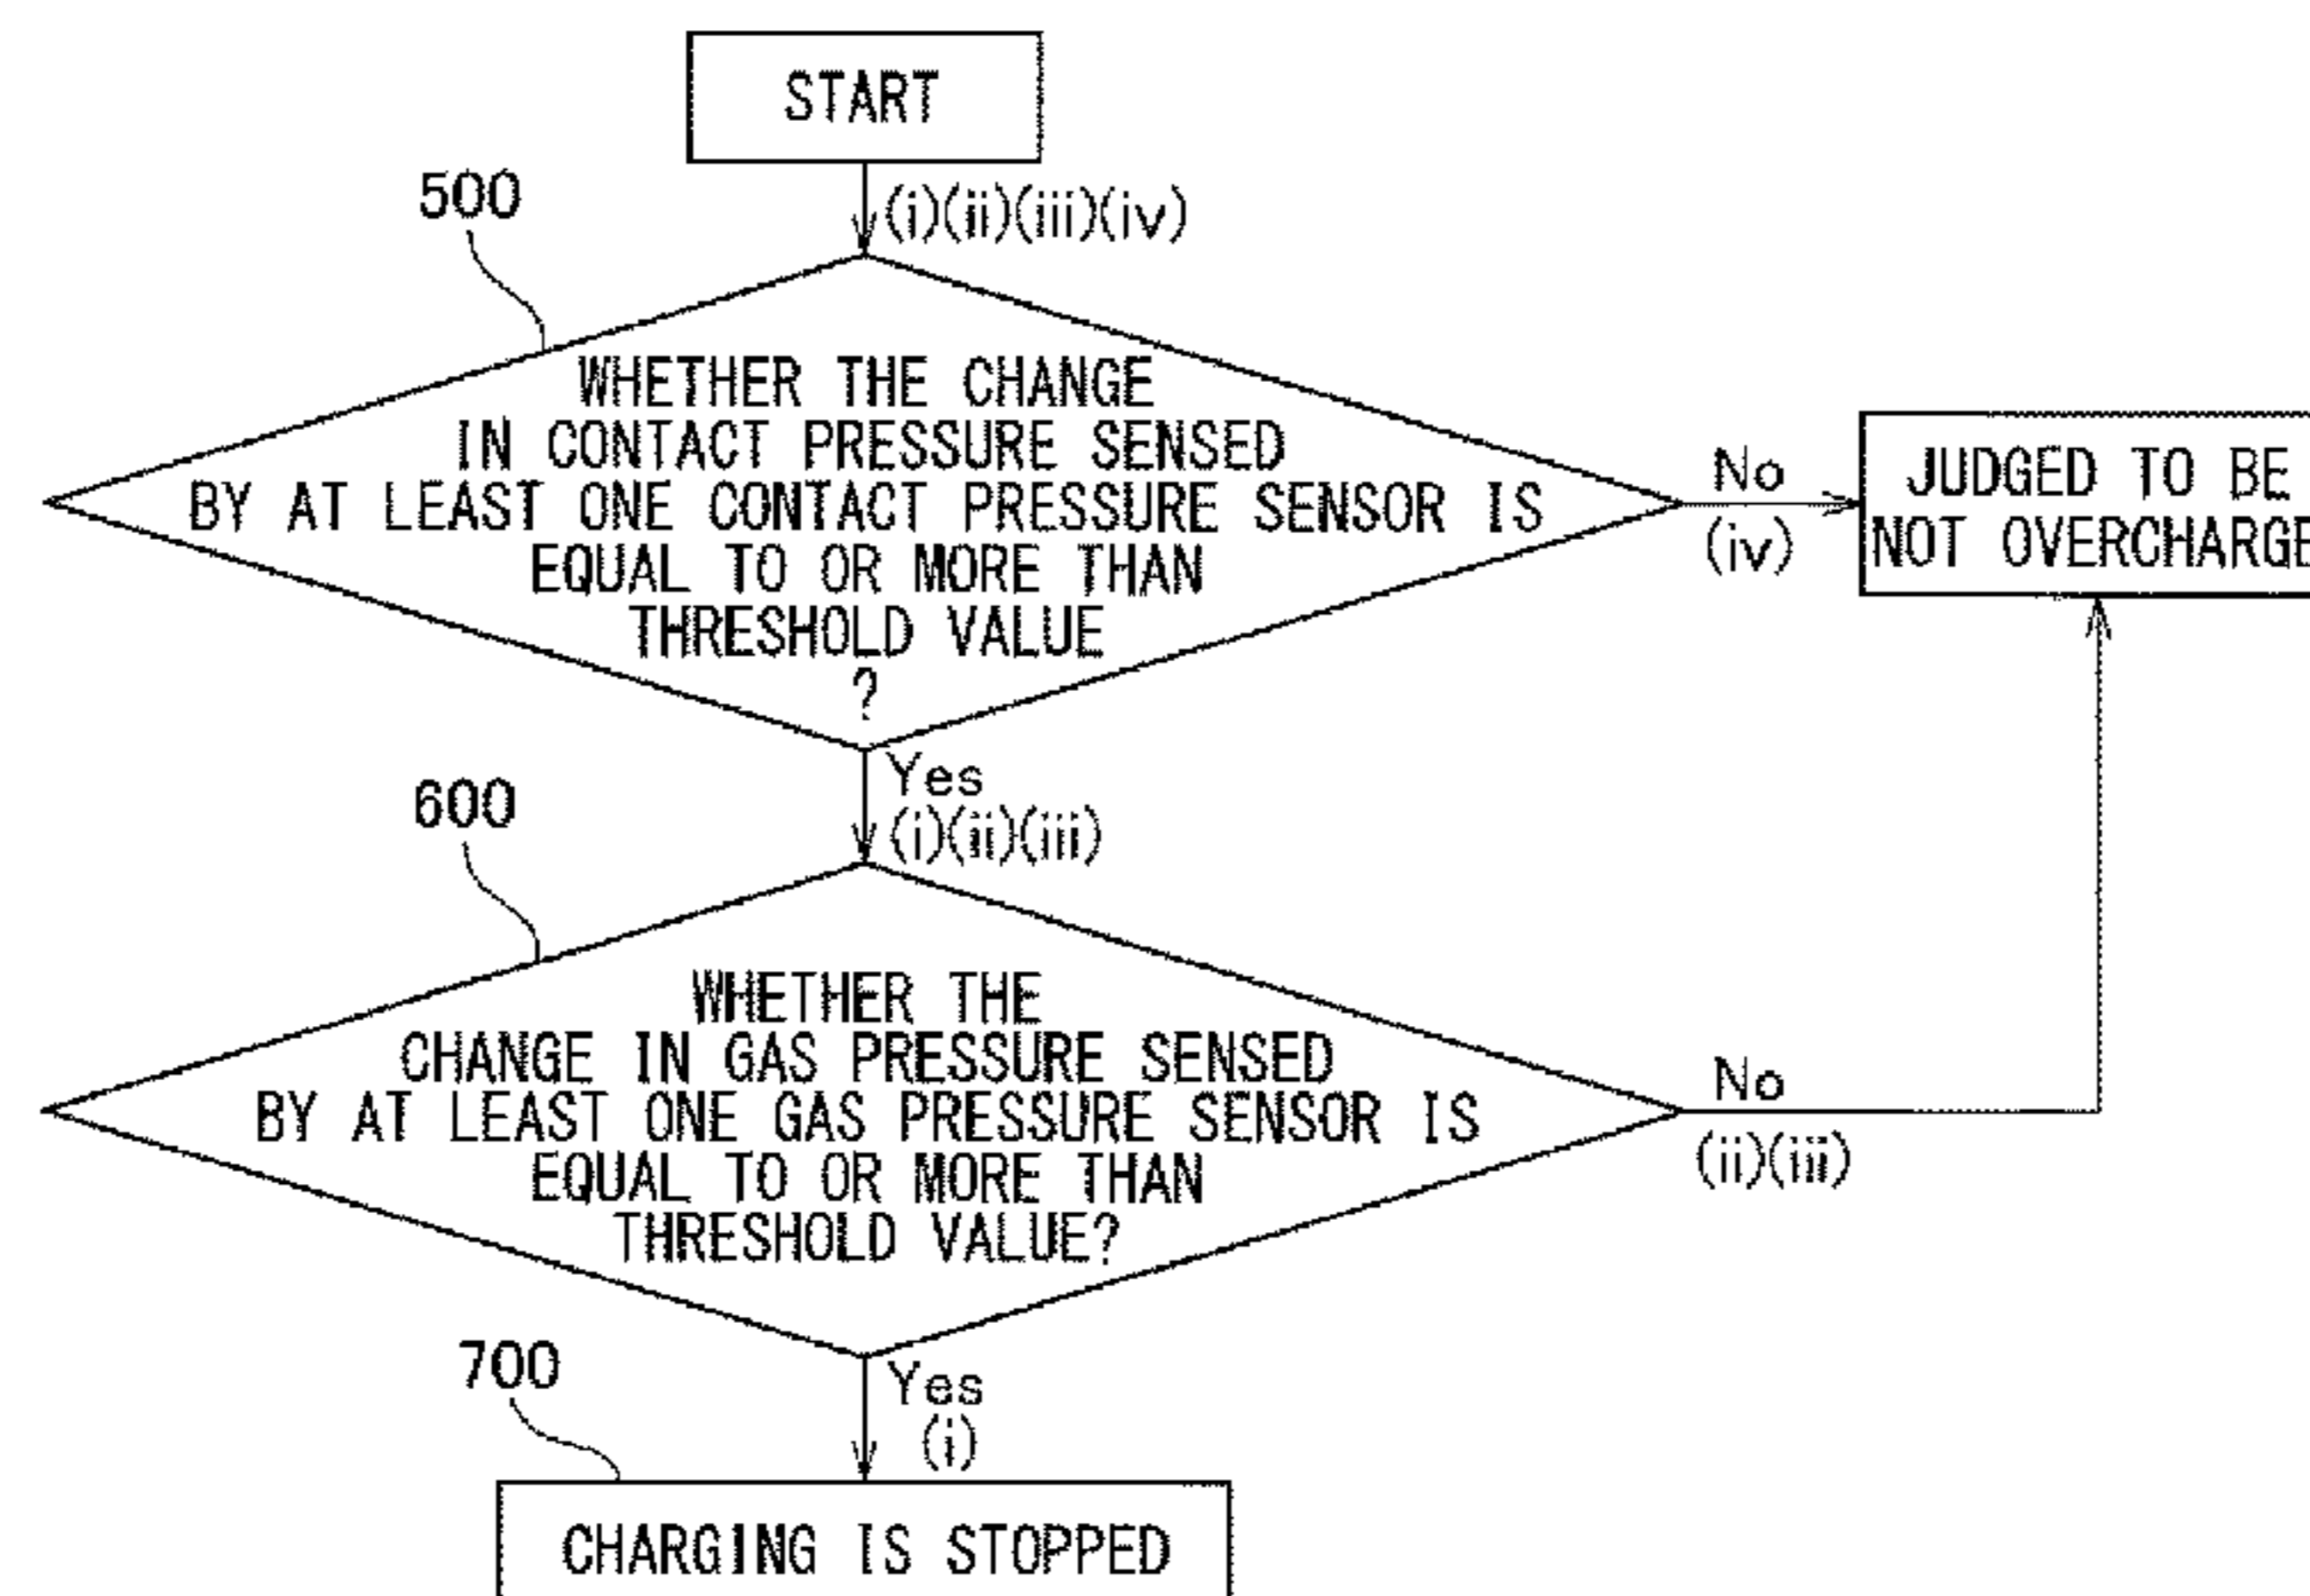 START
(i)(ii)(iii)(iv)
500
WHETHER THE CHANGE
IN CONTACT PRESSURE SENSED
BY AT LEAST ONE CONTACT PRESSURE SENSOR IS
EQUAL TO OR MORE THAN
THRESHOLD VALUE
?
No
(iv)
JUDGED TO BE
NOT OVERCHARGE
Yes
(i)(ii)(iii)
600
WHETHER THE
CHANGE IN GAS PRESSURE SENSED
BY AT LEAST ONE GAS PRESSURE SENSOR IS
EQUAL TO OR MORE THAN
THRESHOLD VALUE?
No
(ii)(iii)
Yes
(i)
700
CHARGING IS STOPPED